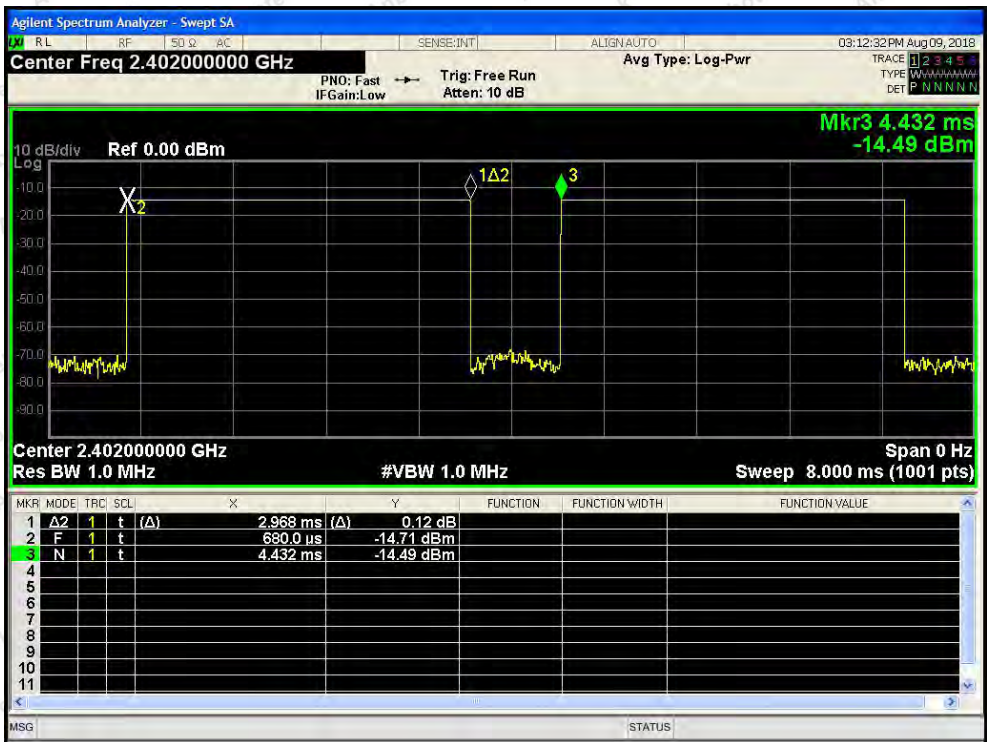 Agilent Spectrum Analyzer - Swept SA
LXI RL RF 50 Ω AC SENSE:INT ALIGNAUTO 03:12:32PM Aug 09, 2018
Center Freq 2.402000000 GHz Avg Type: Log-Pwr TRACE 1 2 3 4 5 6
PNO: Fast Trig: Free Run TYPE WWWWWWW
IFGain:Low Atten: 10 dB DET P N N N N N
Mkr3 4.432 ms
10 dB/div Ref 0.00 dBm -14.49 dBm
Log
1Δ2 3
-10.0
2
-20.0
-30.0
-40.0
-50.0
-60.0
-70.0
-80.0
-90.0
Center 2.402000000 GHz Span 0 Hz
Res BW 1.0 MHz #VBW 1.0 MHz Sweep 8.000 ms (1001 pts)
MKR MODE TRC SCL X Y FUNCTION FUNCTION WIDTH FUNCTION VALUE
1 Δ2 1 t (Δ) 2.968 ms (Δ) 0.12 dB
2 F 1 t 680.0 µs -14.71 dBm
3 N 1 t 4.432 ms -14.49 dBm
4
5
6
7
8
9
10
11
MSG STATUS